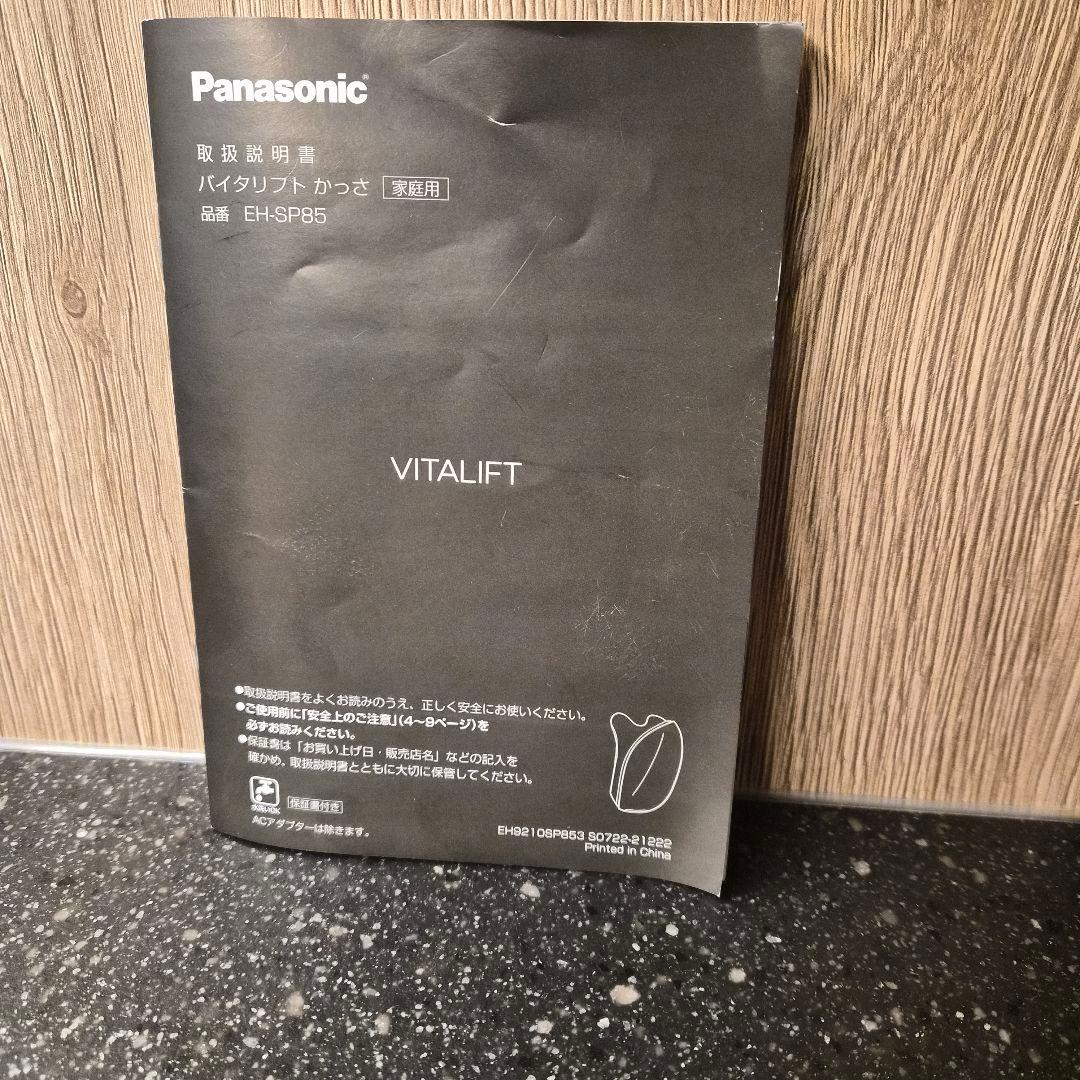 Panasonic®
取扱説明書
バイタリフト かっさ 家庭用
品番 EH-SP85
VITALIFT
●取扱説明書をよくお読みのうえ、正しく安全にお使いください。
●ご使用前に「安全上のご注意」(4〜9ページ)を
必ずお読みください。
●保証書は「お買い上げ日・販売店名」などの記入を
確かめ、取扱説明書とともに大切に保管してください。
水洗いOK 保証書付き
ACアダプターは除きます。
EH9210SP853 S0722-21222
Printed in China